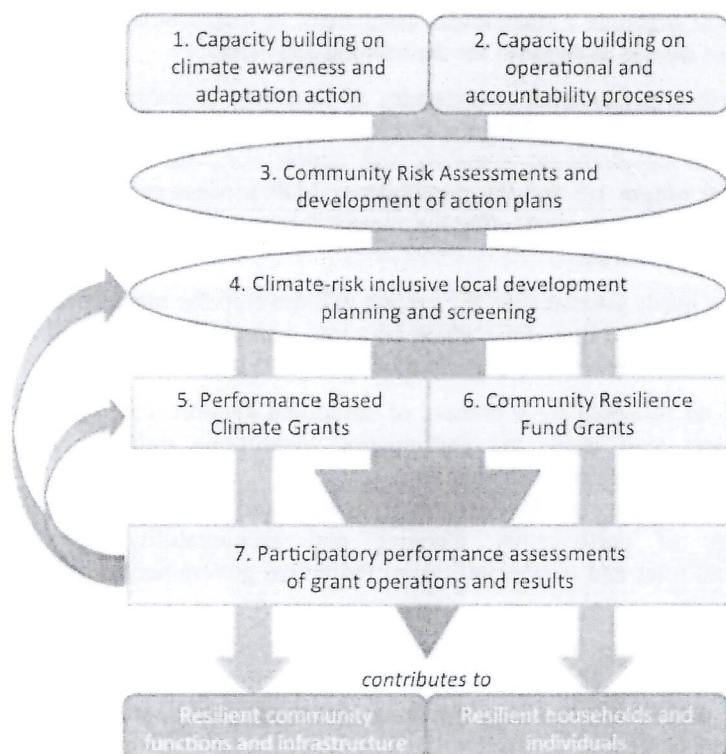 1. Capacity building on
climate awareness and
adaptation action
2. Capacity building on
operational and
accountability processes
3. Community Risk Assessments and
development of action plans
4. Climate-risk inclusive local development
planning and screening
5. Performance Based
Climate Grants
6. Community Resilience
Fund Grants
7. Participatory performance assessments
of grant operations and results
contributes to
Resilient community
functions and infrastructure
Resilient households and
individuals